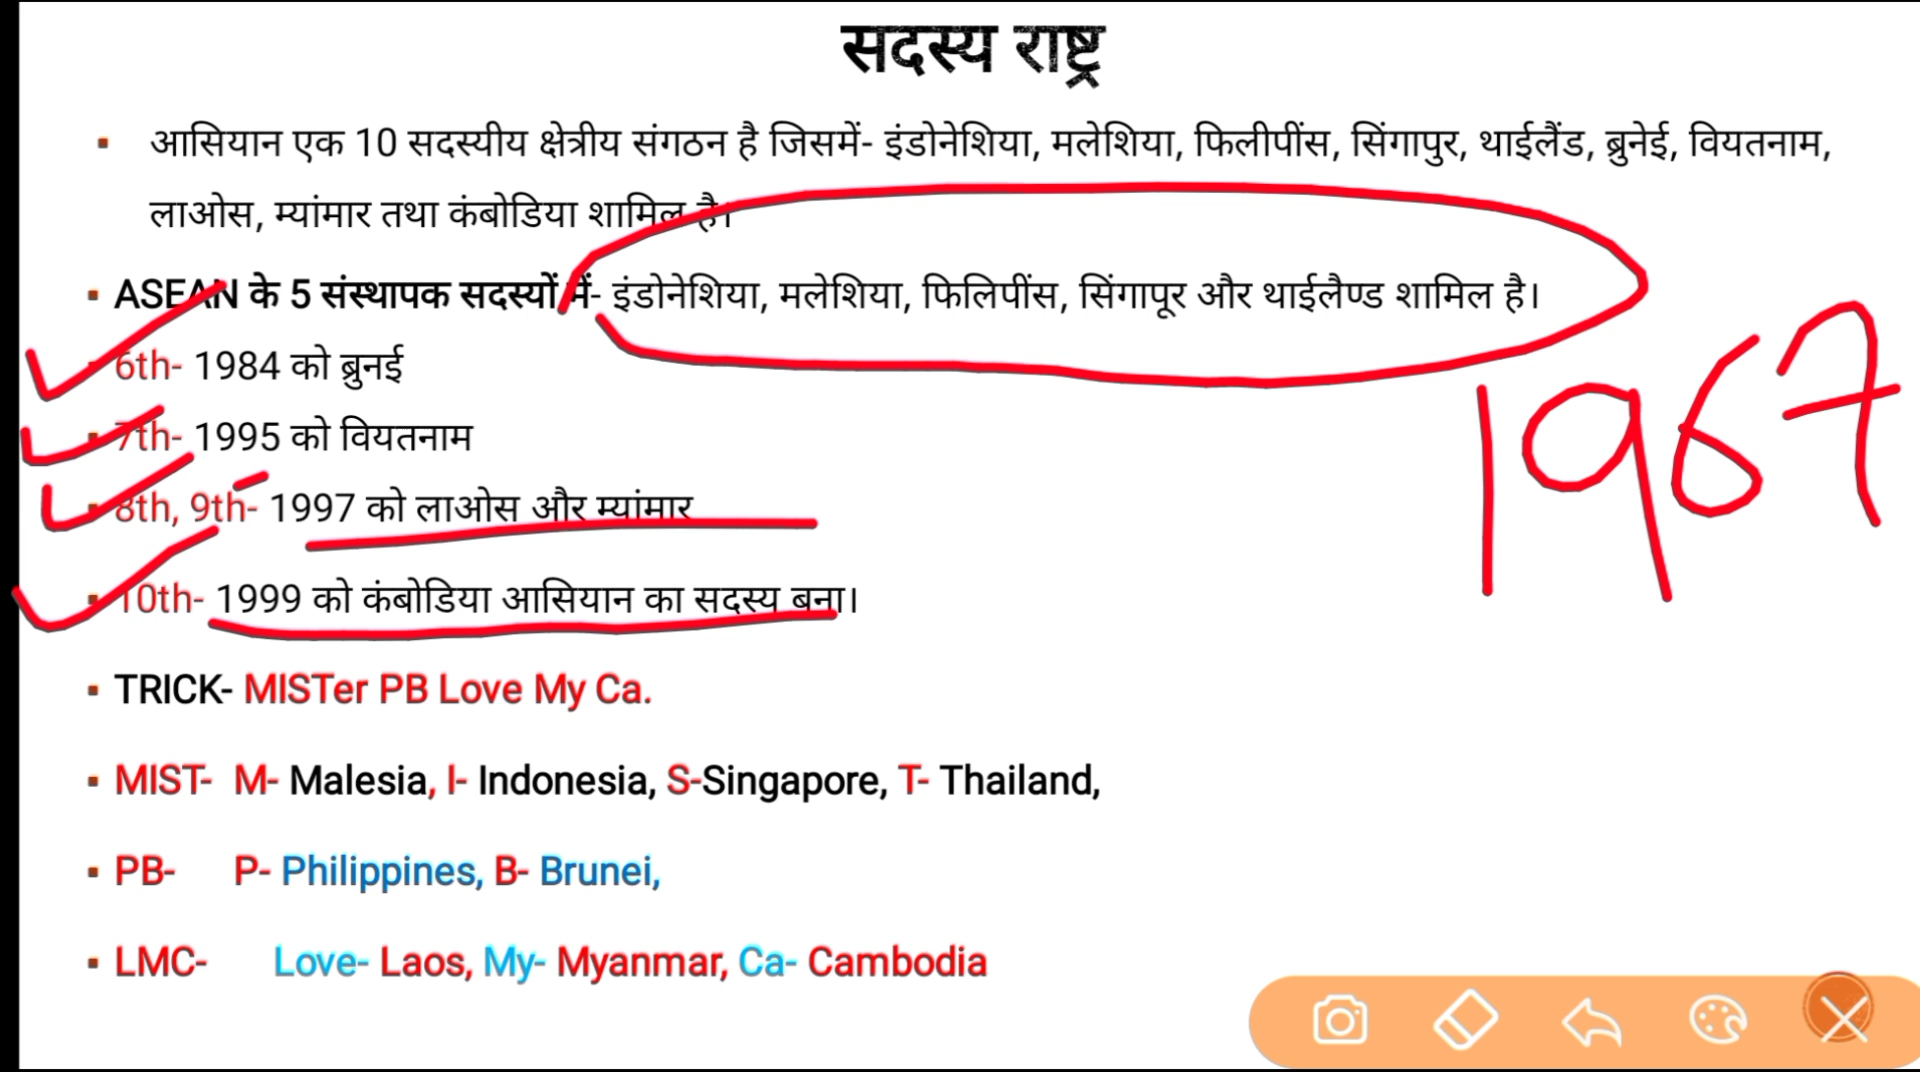 सदस्य राष्ट्र
आसियान एक 10 सदस्यीय क्षेत्रीय संगठन है जिसमें- इंडोनेशिया, मलेशिया, फिलीपींस, सिंगापुर, थाईलैंड, ब्रुनेई, वियतनाम,
लाओस, म्यांमार तथा कंबोडिया शामिल है।
ASEAN के 5 संस्थापक सदस्यों में- इंडोनेशिया, मलेशिया, फिलिपींस, सिंगापूर और थाईलैण्ड शामिल है।
6th- 1984 को ब्रुनई
7th- 1995 को वियतनाम
8th, 9th- 1997 को लाओस और म्यांमार
1967
10th- 1999 को कंबोडिया आसियान का सदस्य बना।
TRICK- MISTer PB Love My Ca.
MIST- M- Malesia, I- Indonesia, S-Singapore, T- Thailand,
PB- P- Philippines, B- Brunei,
LMC- Love- Laos, My- Myanmar, Ca- Cambodia